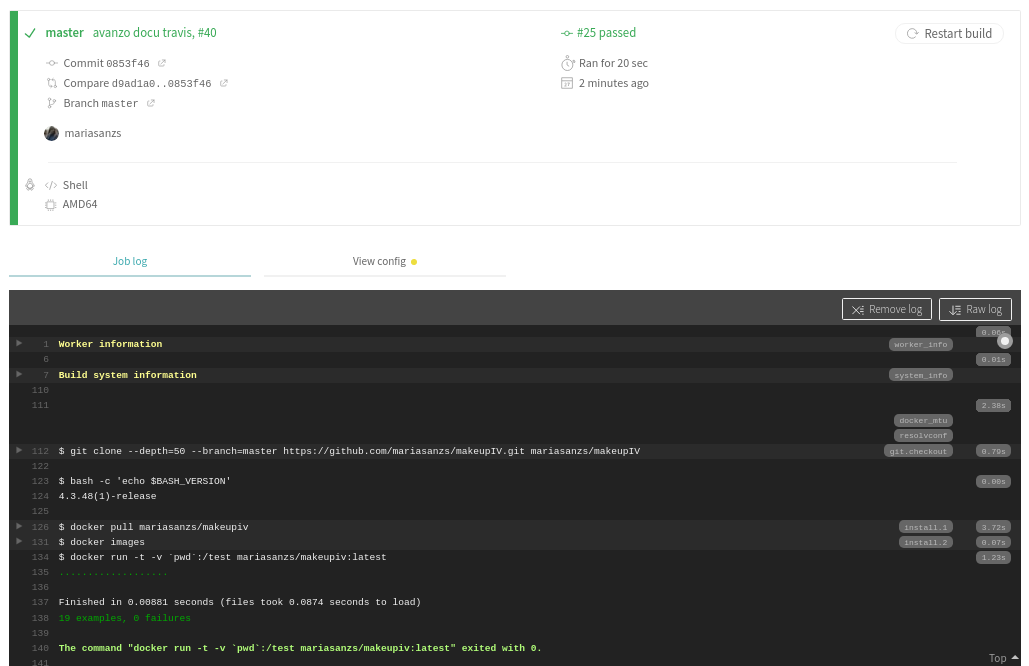 master avanzo docu travis, #40
#25 passed
Restart build
Commit 0853f46
Ran for 20 sec
Compare d9ad1a0..0853f46
2 minutes ago
Branch master
mariasanzs
Shell
AMD64
Job log
View config
Remove log
Raw log
0.06s
1 Worker information worker_info
6 0.01s
7 Build system information system_info
110
111 2.38s
docker_mtu
resolvconf
112 $ git clone --depth=50 --branch=master https://github.com/mariasanzs/makeupIV.git mariasanzs/makeupIV git.checkout 0.79s
122
123 $ bash -c 'echo $BASH_VERSION' 0.00s
124 4.3.48(1)-release
125
126 $ docker pull mariasanzs/makeupiv install.1 3.72s
131 $ docker images install.2 0.07s
134 $ docker run -t -v `pwd`:/test mariasanzs/makeupiv:latest 1.23s
135 ...................
136
137 Finished in 0.00881 seconds (files took 0.0874 seconds to load)
138 19 examples, 0 failures
139
140 The command "docker run -t -v `pwd`:/test mariasanzs/makeupiv:latest" exited with 0.
141
Top